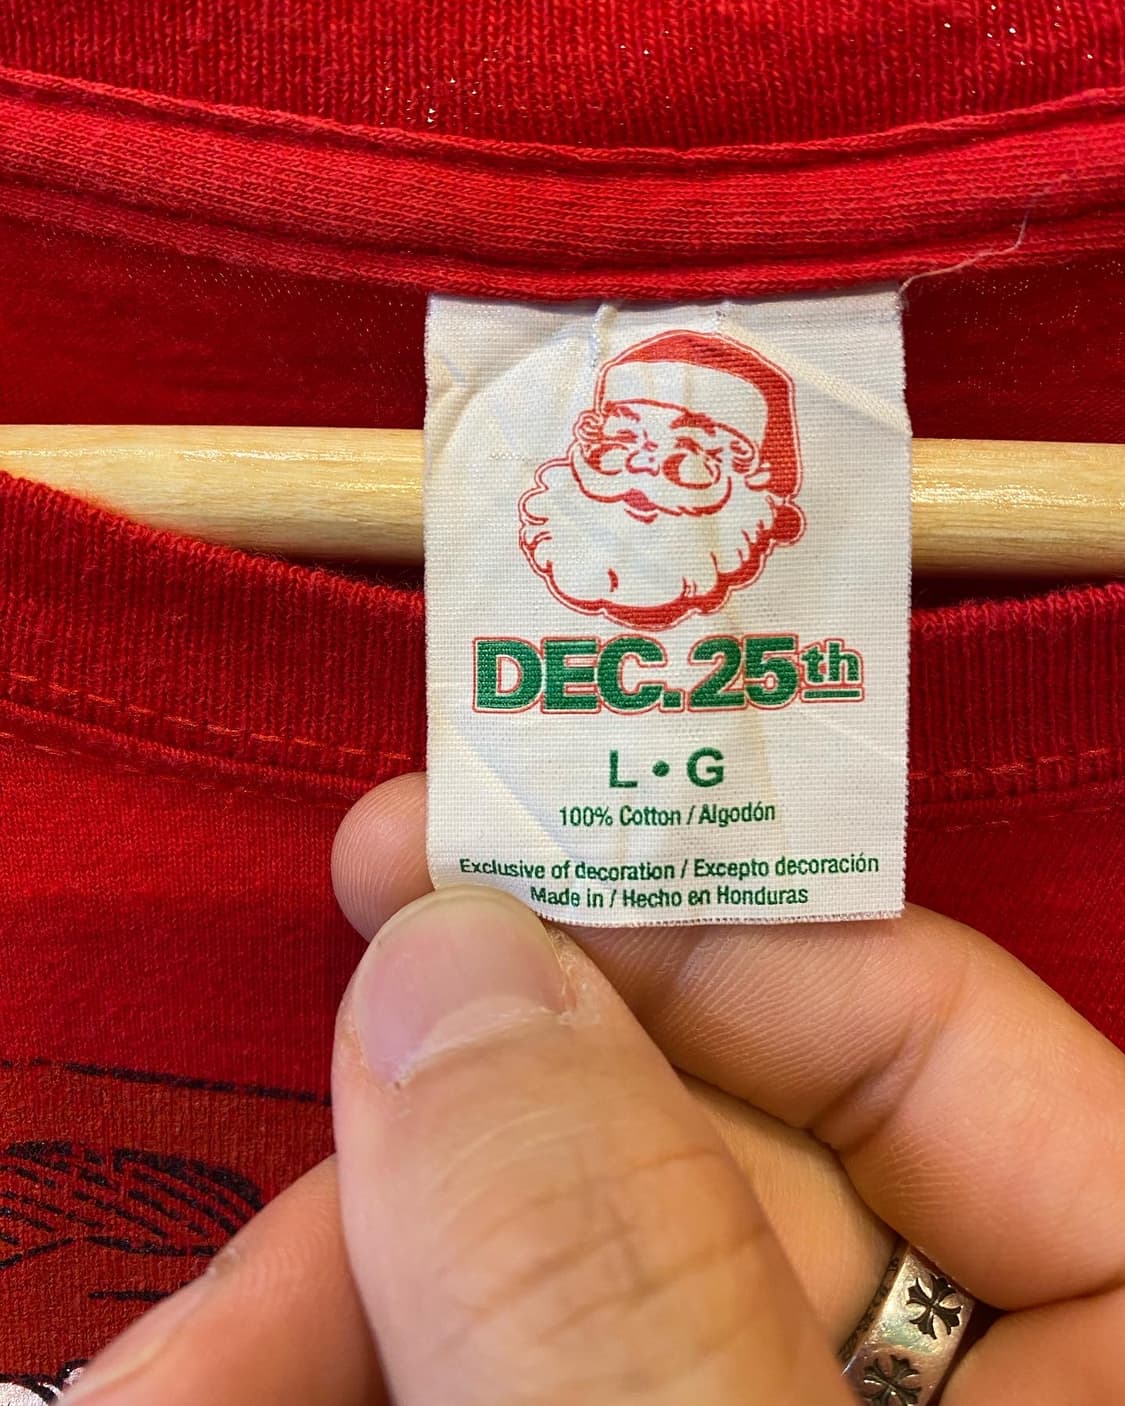 DEC.25th
L • G
100% Cotton / Algodón
Exclusive of decoration / Excepto decoración
Made in / Hecho en Honduras